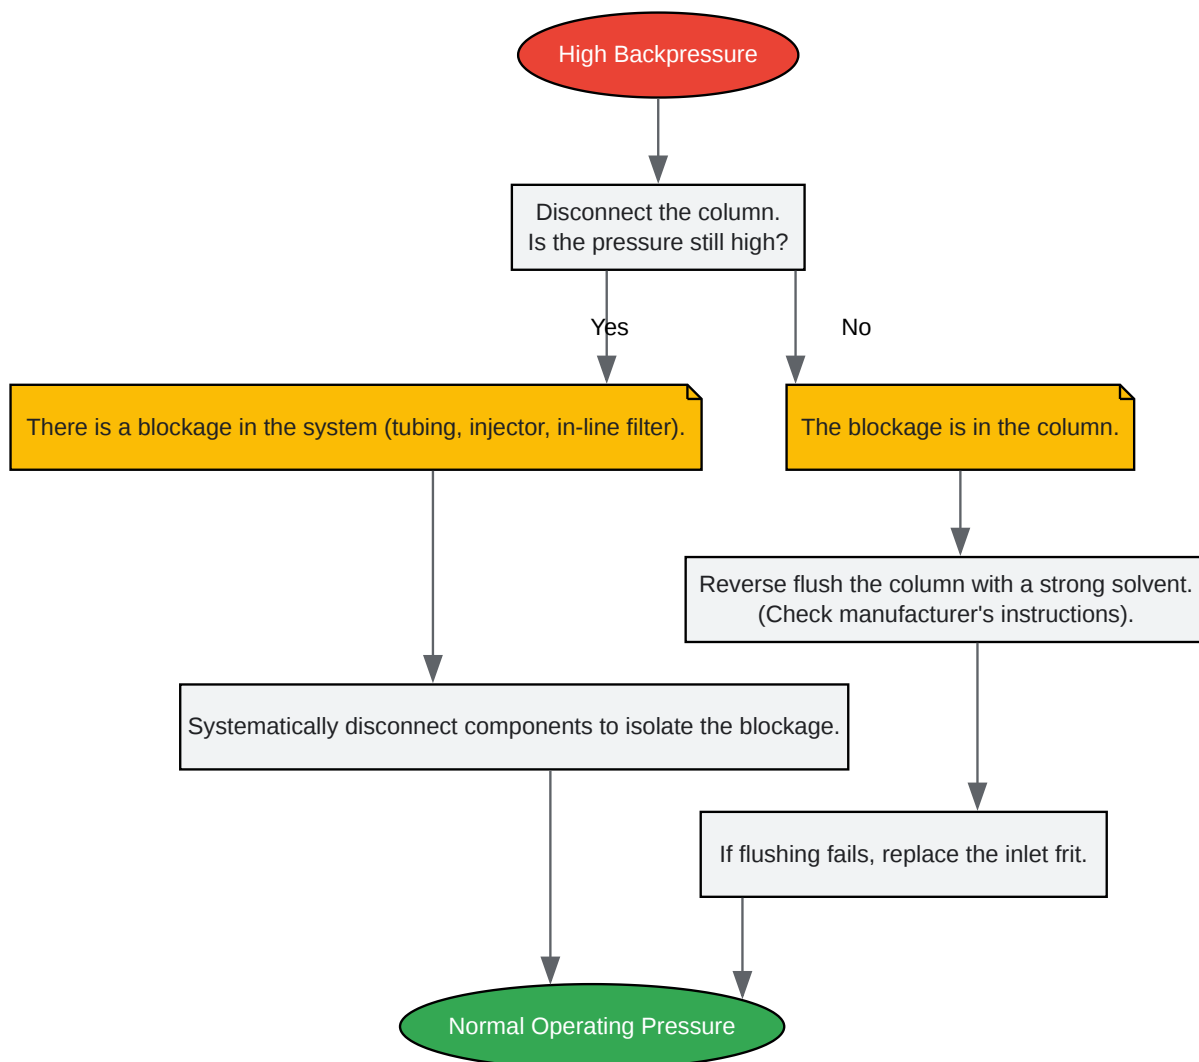 High Backpressure
Disconnect the column.
Is the pressure still high?
Yes
No
There is a blockage in the system (tubing, injector, in-line filter).
The blockage is in the column.
Reverse flush the column with a strong solvent.
(Check manufacturer's instructions).
Systematically disconnect components to isolate the blockage.
If flushing fails, replace the inlet frit.
Normal Operating Pressure